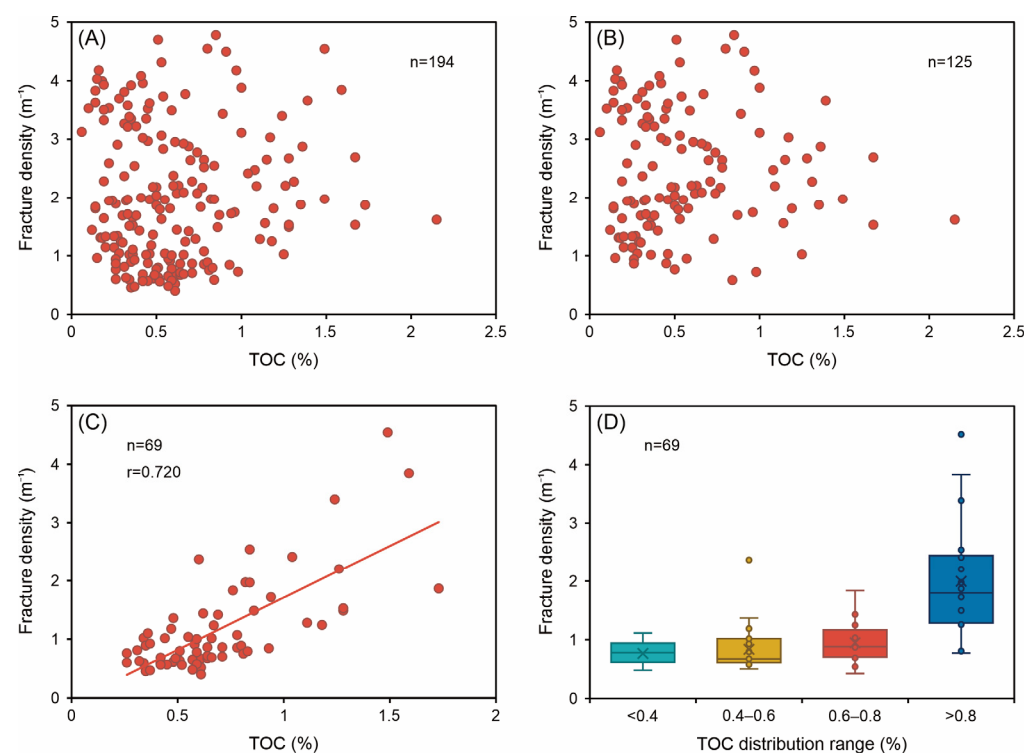 (A)
n=194
5
4
3
2
1
0
Fracture density (m⁻¹)
0
0.5
1
1.5
2
2.5
TOC (%)
(B)
n=125
5
4
3
2
1
0
Fracture density (m⁻¹)
0
0.5
1
1.5
2
2.5
TOC (%)
(C)
n=69
r=0.720
5
4
3
2
1
0
Fracture density (m⁻¹)
0
0.5
1
1.5
2
TOC (%)
(D)
n=69
5
4
3
2
1
0
Fracture density (m⁻¹)
<0.4
0.4–0.6
0.6–0.8
>0.8
TOC distribution range (%)